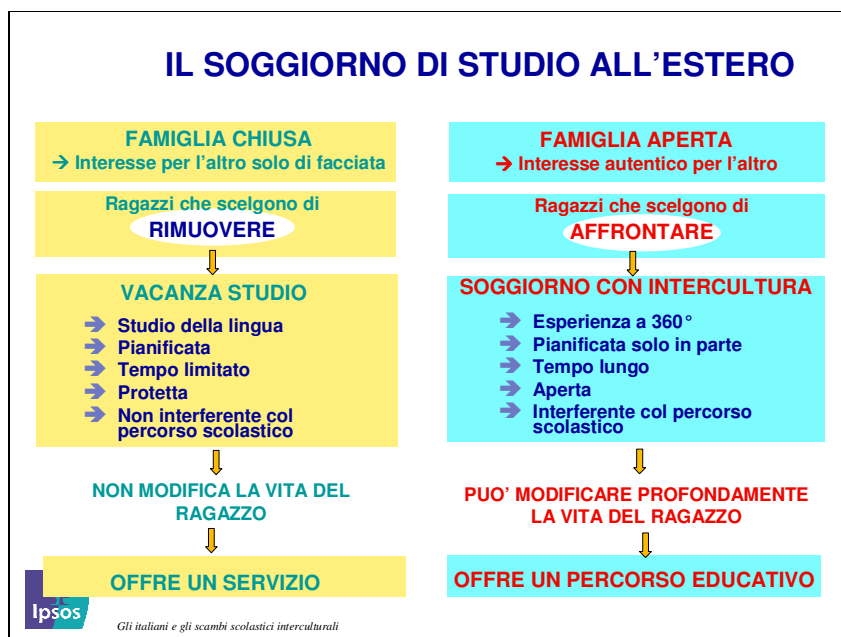 IL SOGGIORNO DI STUDIO ALL'ESTERO
FAMIGLIA CHIUSA
→ Interesse per l'altro solo di facciata
Ragazzi che scelgono di
RIMUOVERE
VACANZA STUDIO
Studio della lingua
Pianificata
Tempo limitato
Protetta
Non interferente col
percorso scolastico
NON MODIFICA LA VITA DEL
RAGAZZO
OFFRE UN SERVIZIO
FAMIGLIA APERTA
→ Interesse autentico per l'altro
Ragazzi che scelgono di
AFFRONTARE
SOGGIORNO CON INTERCULTURA
Esperienza a 360°
Pianificata solo in parte
Tempo lungo
Aperta
Interferente col percorso
scolastico
PUO' MODIFICARE PROFONDAMENTE
LA VITA DEL RAGAZZO
OFFRE UN PERCORSO EDUCATIVO
Ipsos
Gli italiani e gli scambi scolastici interculturali